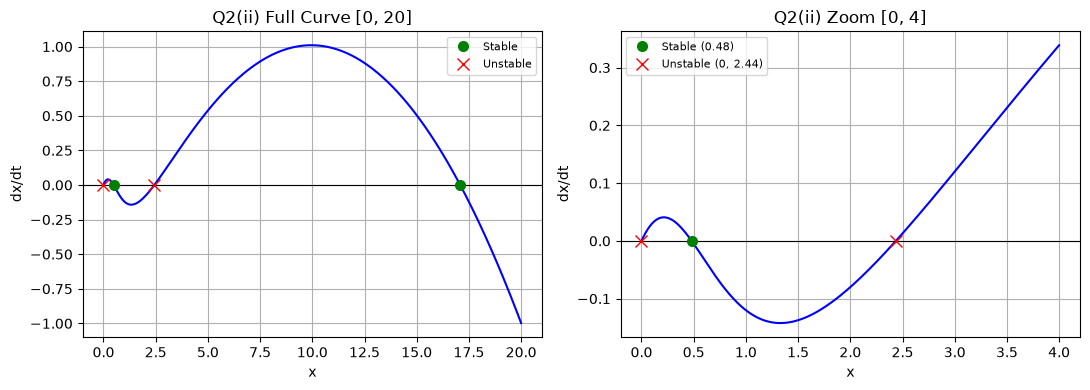 Q2(ii) Full Curve [0, 20]
dx/dt
1.00
0.75
0.50
0.25
0.00
−0.25
−0.50
−0.75
−1.00
Stable
Unstable
0.0 2.5 5.0 7.5 10.0 12.5 15.0 17.5 20.0
x
Q2(ii) Zoom [0, 4]
dx/dt
0.3
0.2
0.1
0.0
−0.1
Stable (0.48)
Unstable (0, 2.44)
0.0 0.5 1.0 1.5 2.0 2.5 3.0 3.5 4.0
x